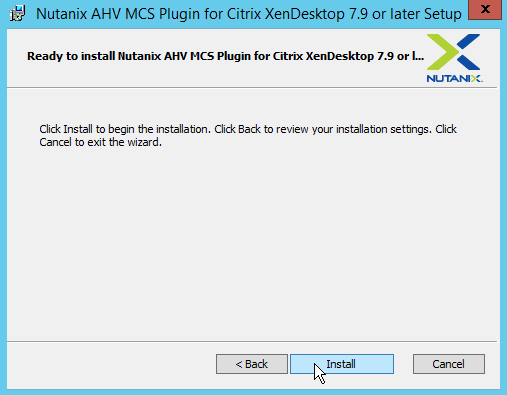 Nutanix AHV MCS Plugin for Citrix XenDesktop 7.9 or later Setup
x
Ready to install Nutanix AHV MCS Plugin for Citrix XenDesktop 7.9 or l...
NUTANIX.
Click Install to begin the installation. Click Back to review your installation settings. Click
Cancel to exit the wizard.
< Back
Install
Cancel